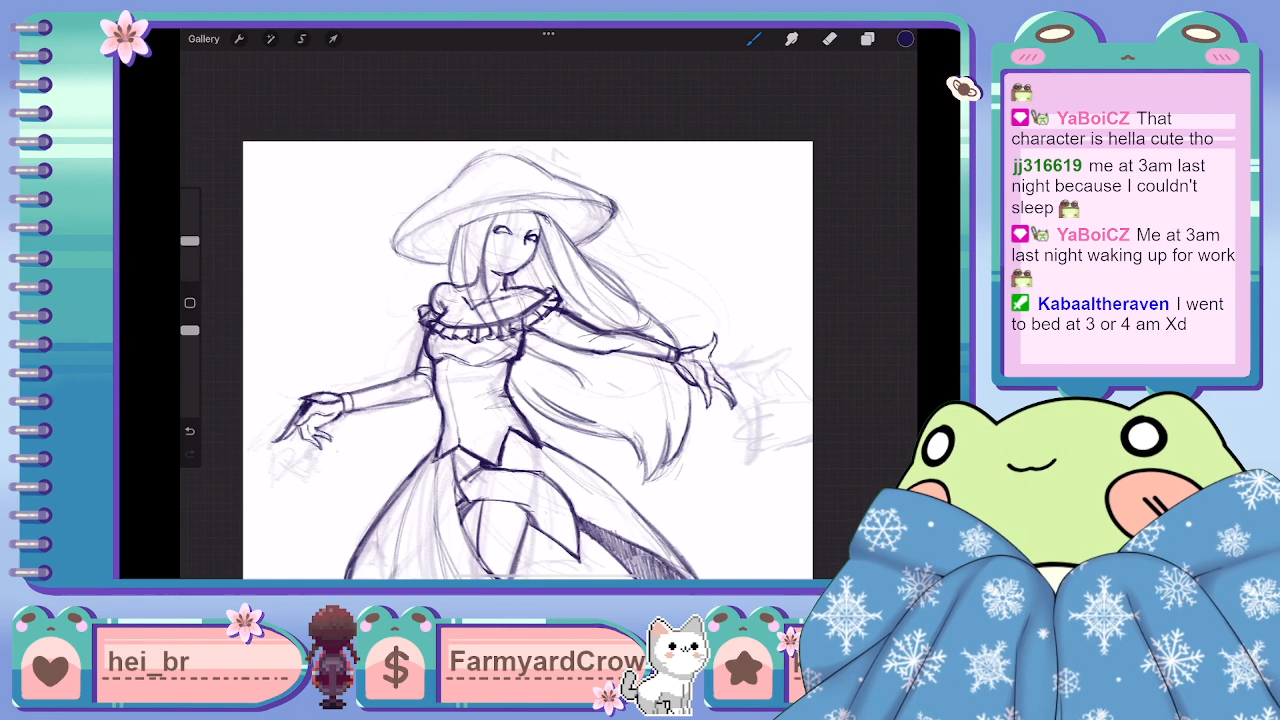 Gallery
YaBoiCZ That
character is hella cute tho
jj316619 me at 3am last
night because I couldn't
sleep
YaBoiCZ Me at 3am
last night waking up for work
Kabaaltheraven I went
to bed at 3 or 4 am Xd
hei_br
$
FarmyardCrow